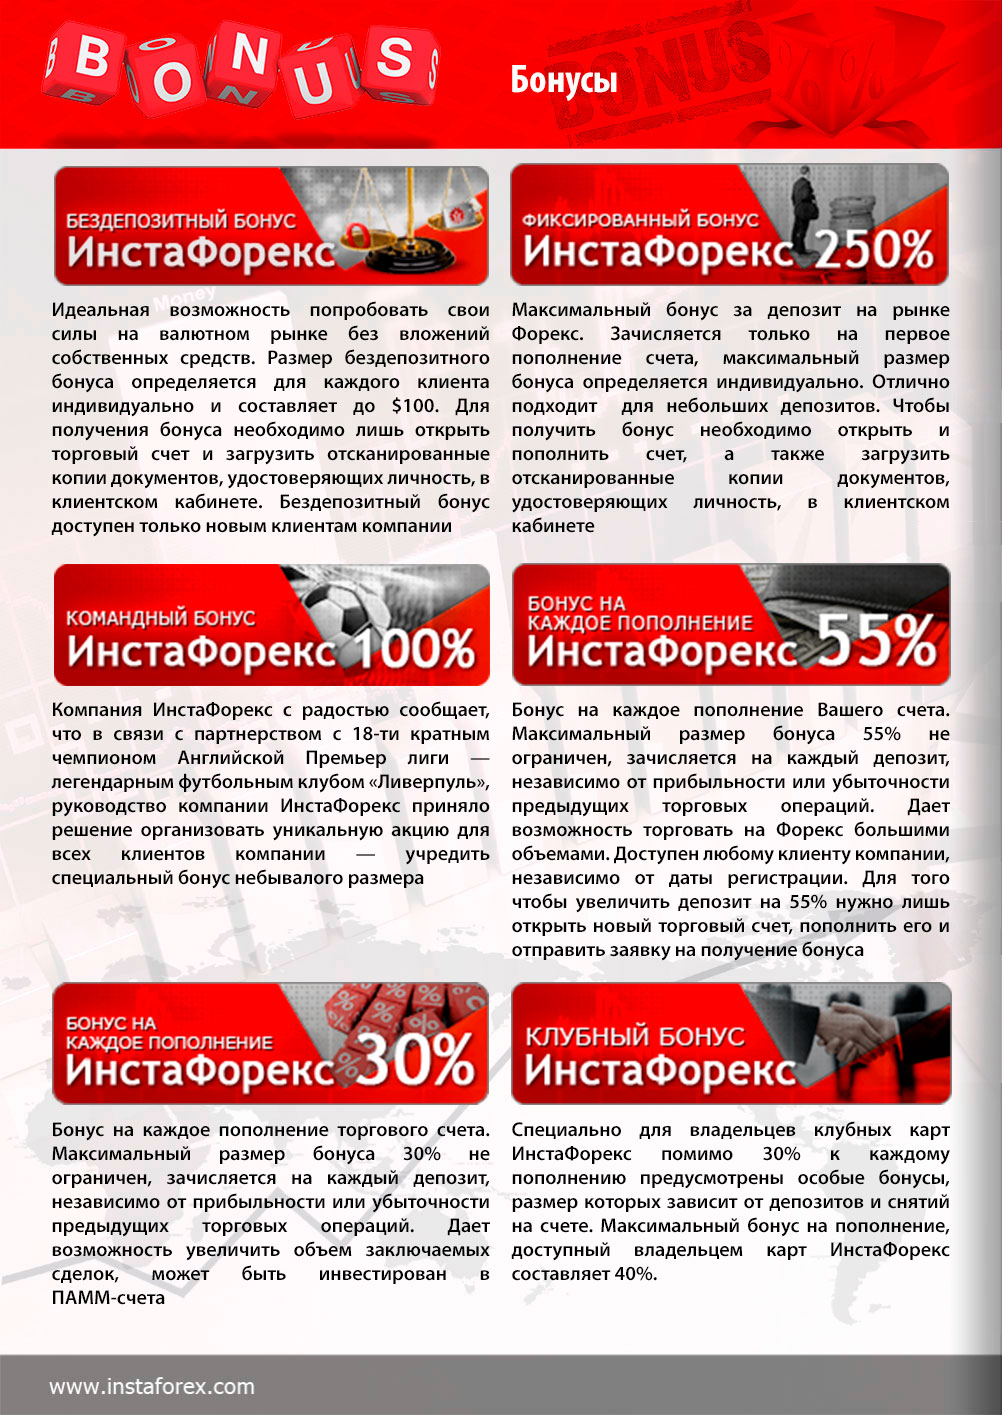 BONUS
Бонусы
BONUS
БЕЗДЕПОЗИТНЫЙ БОНУС
ИнстаФорекс
Идеальная возможность попробовать свои
силы на валютном рынке без вложений
собственных средств. Размер бездепозитного
бонуса определяется для каждого клиента
индивидуально и составляет до $100. Для
получения бонуса необходимо лишь открыть
торговый счет и загрузить отсканированные
копии документов, удостоверяющих личность, в
клиентском кабинете. Бездепозитный бонус
доступен только новым клиентам компании
ФИКСИРОВАННЫЙ БОНУС
ИнстаФорекс 250%
Максимальный бонус за депозит на рынке
Форекс. Зачисляется только на первое
пополнение счета, максимальный размер
бонуса определяется индивидуально. Отлично
подходит для небольших депозитов. Чтобы
получить бонус необходимо открыть и
пополнить счет, а также загрузить
отсканированные копии документов,
удостоверяющих личность, в клиентском
кабинете
КОМАНДНЫЙ БОНУС
ИнстаФорекс 100%
Компания ИнстаФорекс с радостью сообщает,
что в связи с партнерством с 18-ти кратным
чемпионом Английской Премьер лиги —
легендарным футбольным клубом «Ливерпуль»,
руководство компании ИнстаФорекс приняло
решение организовать уникальную акцию для
всех клиентов компании — учредить
специальный бонус небывалого размера
БОНУС НА
КАЖДОЕ ПОПОЛНЕНИЕ
ИнстаФорекс 55%
Бонус на каждое пополнение Вашего счета.
Максимальный размер бонуса 55% не
ограничен, зачисляется на каждый депозит,
независимо от прибыльности или убыточности
предыдущих торговых операций. Дает
возможность торговать на Форекс большими
объемами. Доступен любому клиенту компании,
независимо от даты регистрации. Для того
чтобы увеличить депозит на 55% нужно лишь
открыть новый торговый счет, пополнить его и
отправить заявку на получение бонуса
БОНУС НА
КАЖДОЕ ПОПОЛНЕНИЕ
ИнстаФорекс 30%
Бонус на каждое пополнение торгового счета.
Максимальный размер бонуса 30% не
ограничен, зачисляется на каждый депозит,
независимо от прибыльности или убыточности
предыдущих торговых операций. Дает
возможность увеличить объем заключаемых
сделок, может быть инвестирован в
ПАММ-счета
КЛУБНЫЙ БОНУС
ИнстаФорекс
Специально для владельцев клубных карт
ИнстаФорекс помимо 30% к каждому
пополнению предусмотрены особые бонусы,
размер которых зависит от депозитов и снятий
на счете. Максимальный бонус на пополнение,
доступный владельцем карт ИнстаФорекс
составляет 40%.
www.instaforex.com